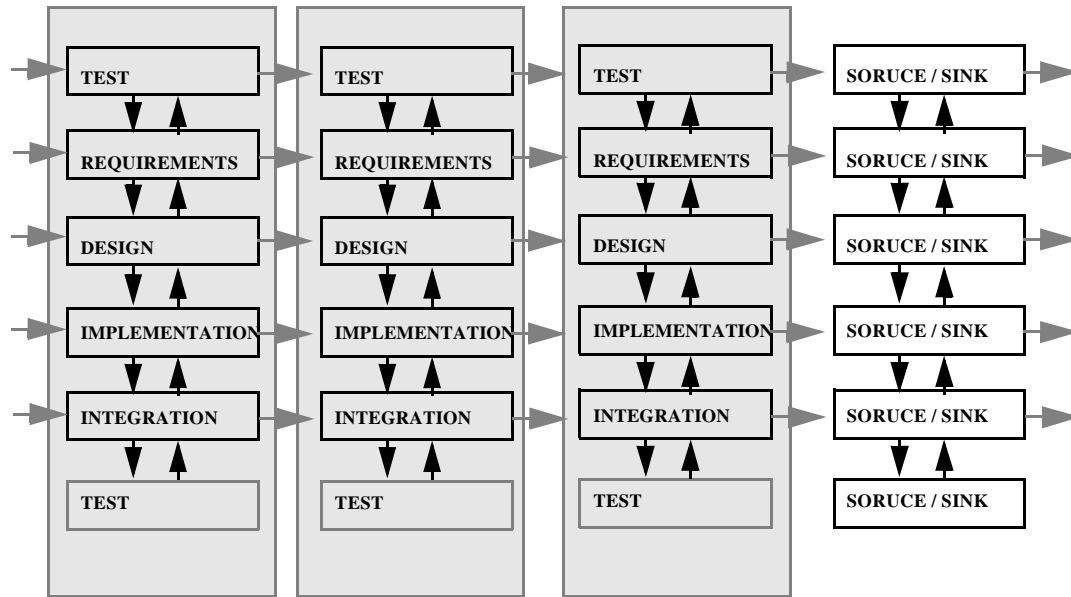 TEST
REQUIREMENTS
DESIGN
IMPLEMENTATION
INTEGRATION
TEST
TEST
REQUIREMENTS
DESIGN
IMPLEMENTATION
INTEGRATION
TEST
TEST
REQUIREMENTS
DESIGN
IMPLEMENTATION
INTEGRATION
TEST
SORUCE / SINK
SORUCE / SINK
SORUCE / SINK
SORUCE / SINK
SORUCE / SINK
SORUCE / SINK